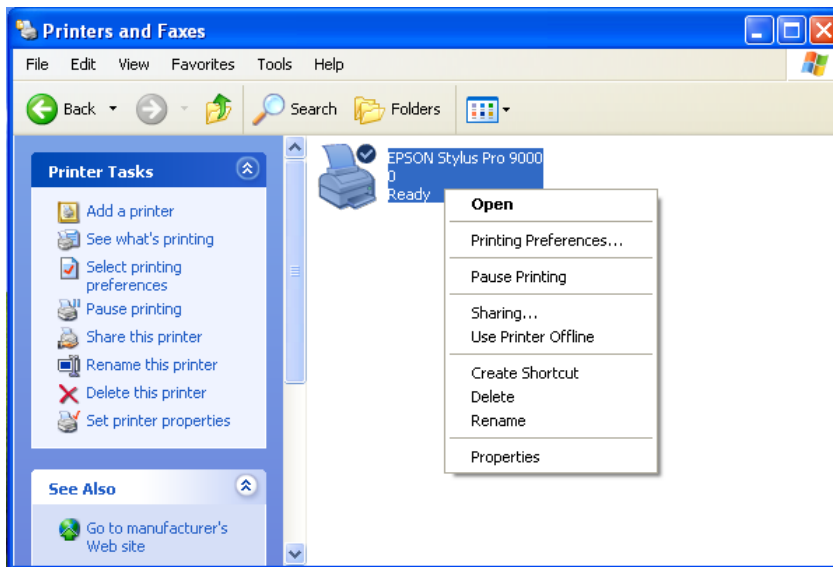 Printers and Faxes
File Edit View Favorites Tools Help
Back Search Folders
Printer Tasks
Add a printer
See what's printing
Select printing
preferences
Pause printing
Share this printer
Rename this printer
Delete this printer
Set printer properties
See Also
Go to manufacturer's
Web site
EPSON Stylus Pro 9000
0
Ready
Open
Printing Preferences...
Pause Printing
Sharing...
Use Printer Offline
Create Shortcut
Delete
Rename
Properties